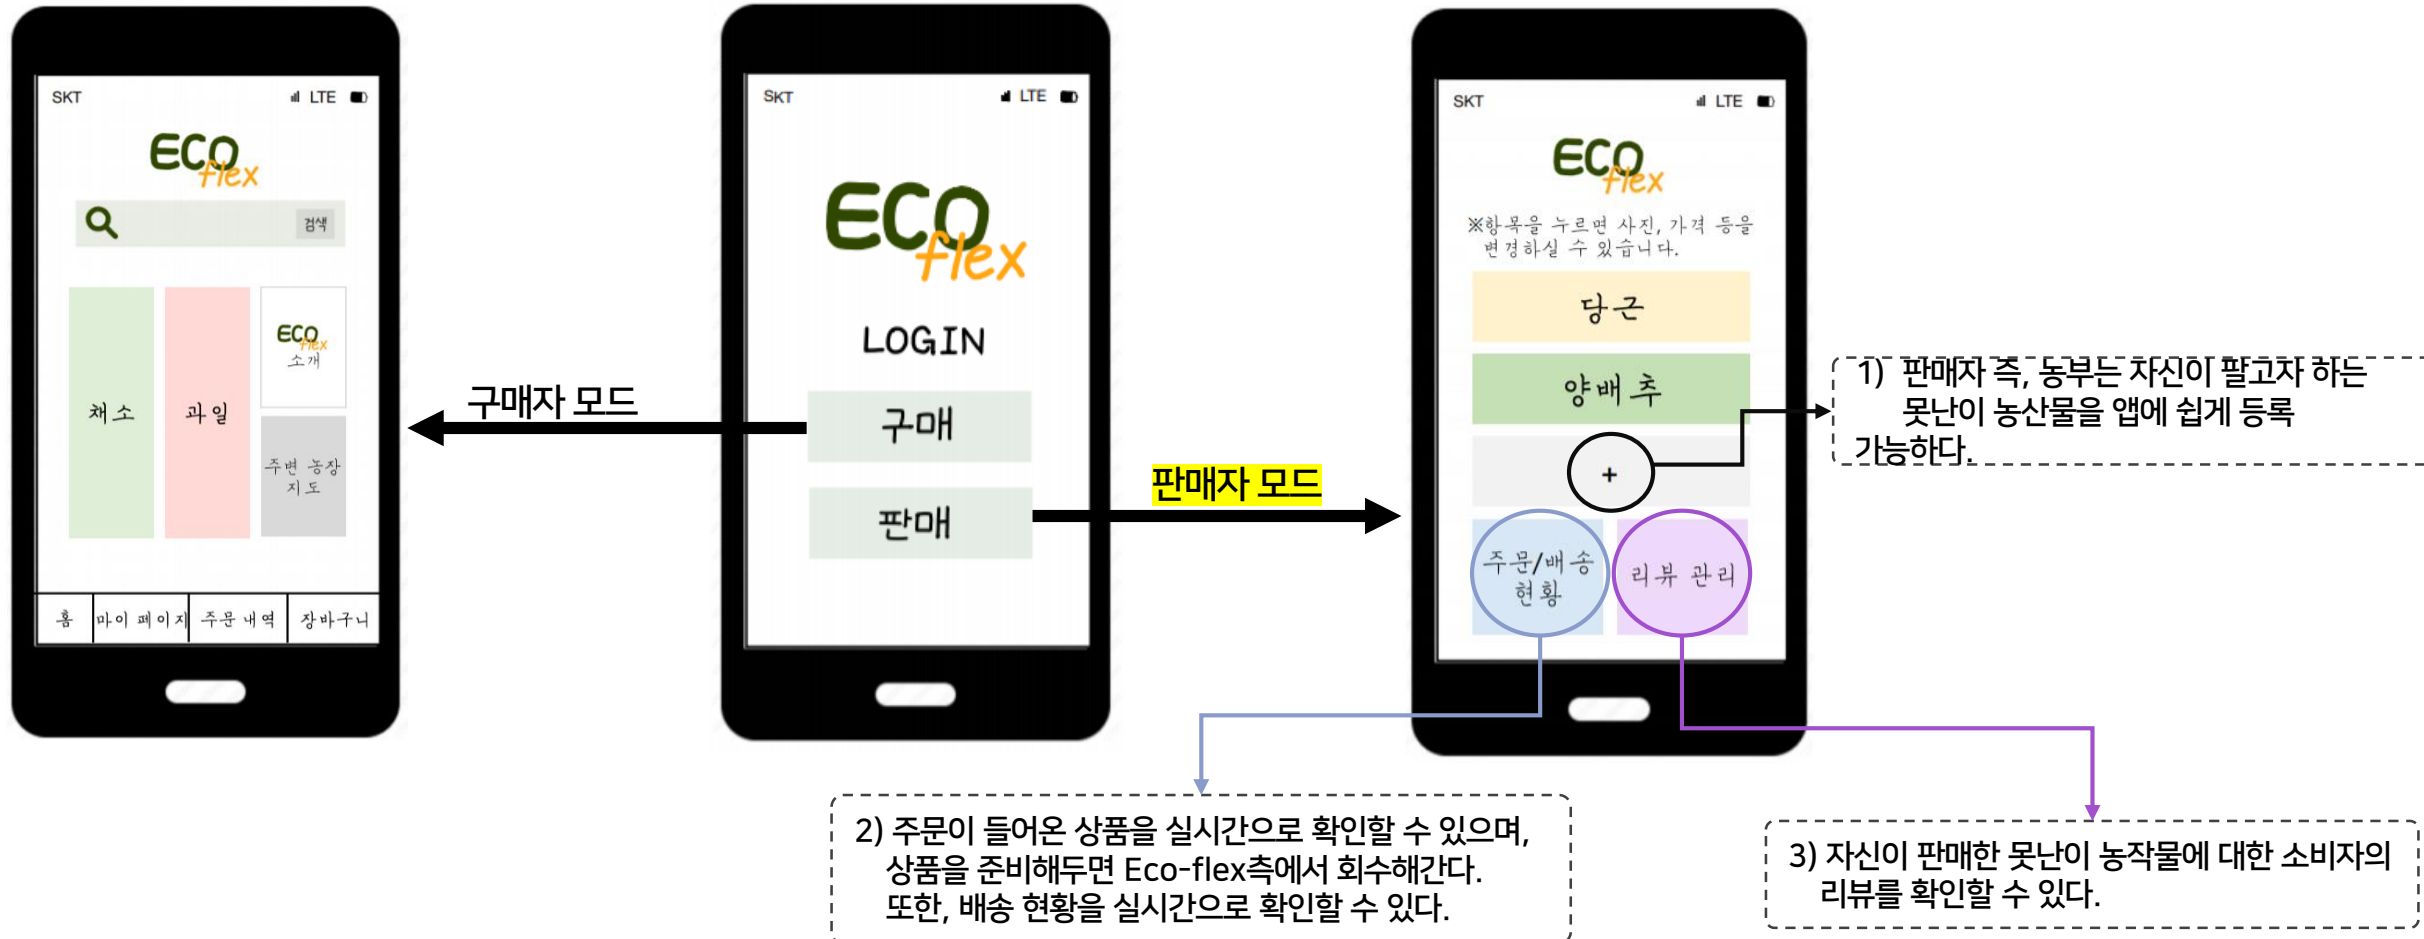 SKT
LTE
ECO
flex
검색
채소
과일
ECO
flex
소개
주변 농장
지도
홈
마이 페이지
주문 내역
장바구니
구매자 모드
SKT
LTE
ECO
flex
LOGIN
구매
판매
판매자 모드
SKT
LTE
ECO
flex
※항목을 누르면 사진, 가격 등을
변경하실 수 있습니다.
당근
양배추
+
주문/배송
현황
리뷰 관리
1) 판매자 즉, 농부는 자신이 팔고자 하는
못난이 농산물을 앱에 쉽게 등록
가능하다.
2) 주문이 들어온 상품을 실시간으로 확인할 수 있으며,
상품을 준비해두면 Eco-flex측에서 회수해간다.
또한, 배송 현황을 실시간으로 확인할 수 있다.
3) 자신이 판매한 못난이 농작물에 대한 소비자의
리뷰를 확인할 수 있다.